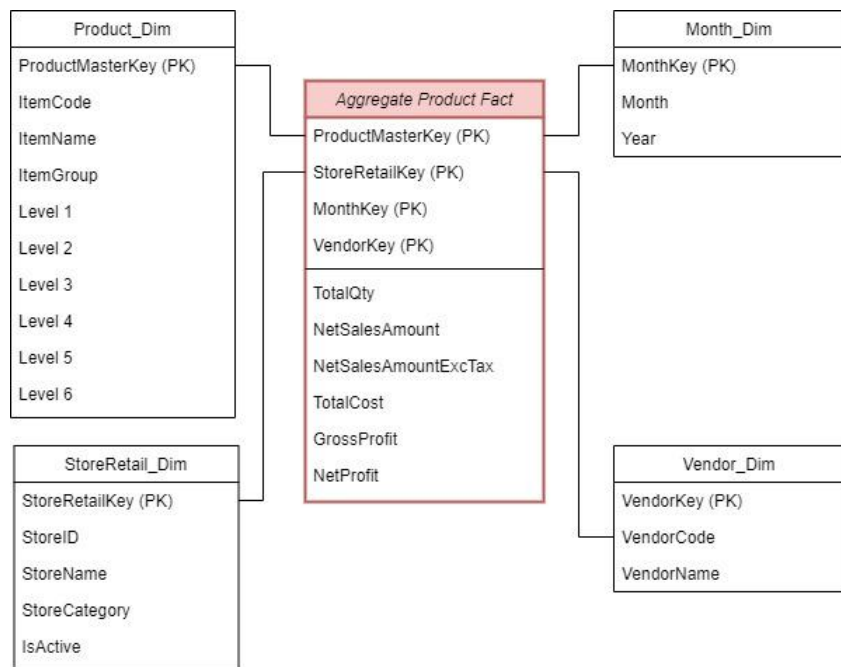 Product_Dim
ProductMasterKey (PK)
ItemCode
ItemName
ItemGroup
Level 1
Level 2
Level 3
Level 4
Level 5
Level 6
StoreRetail_Dim
StoreRetailKey (PK)
StoreID
StoreName
StoreCategory
IsActive
Aggregate Product Fact
ProductMasterKey (PK)
StoreRetailKey (PK)
MonthKey (PK)
VendorKey (PK)
TotalQty
NetSalesAmount
NetSalesAmountExcTax
TotalCost
GrossProfit
NetProfit
Month_Dim
MonthKey (PK)
Month
Year
Vendor_Dim
VendorKey (PK)
VendorCode
VendorName